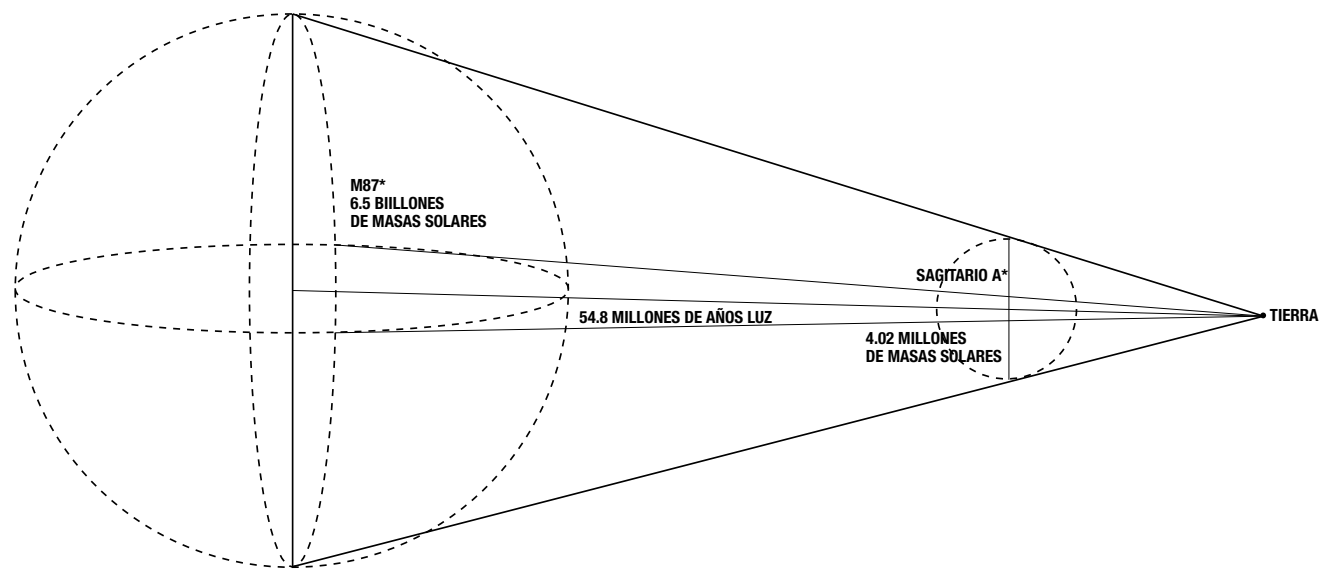 M87*
6.5 BIILLONES
DE MASAS SOLARES
SAGITARIO A*
54.8 MILLONES DE AÑOS LUZ
TIERRA
4.02 MILLONES
DE MASAS SOLARES